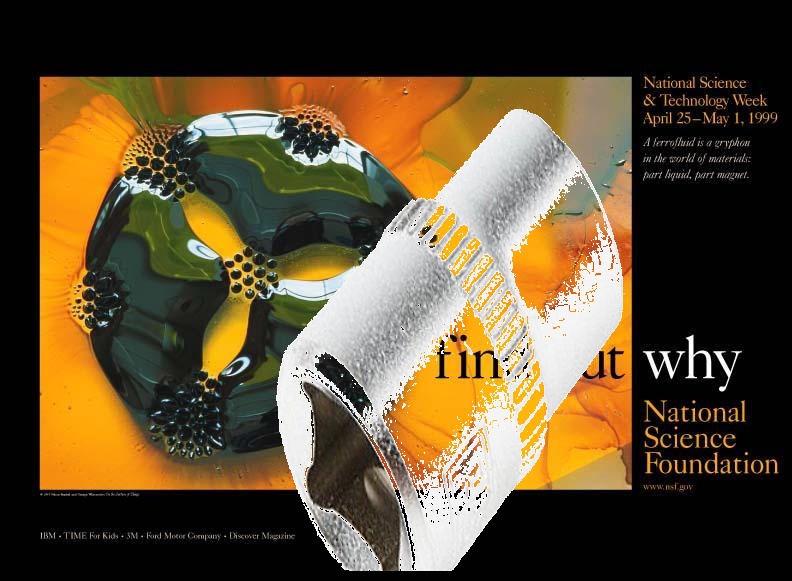 National Science
& Technology Week
April 25–May 1, 1999
A ferrofluid is a gryphon
in the world of materials:
part liquid, part magnet.
why
National
Science
Foundation
www.nsf.gov
IBM • TIME For Kids • 3M • Ford Motor Company • Discover Magazine